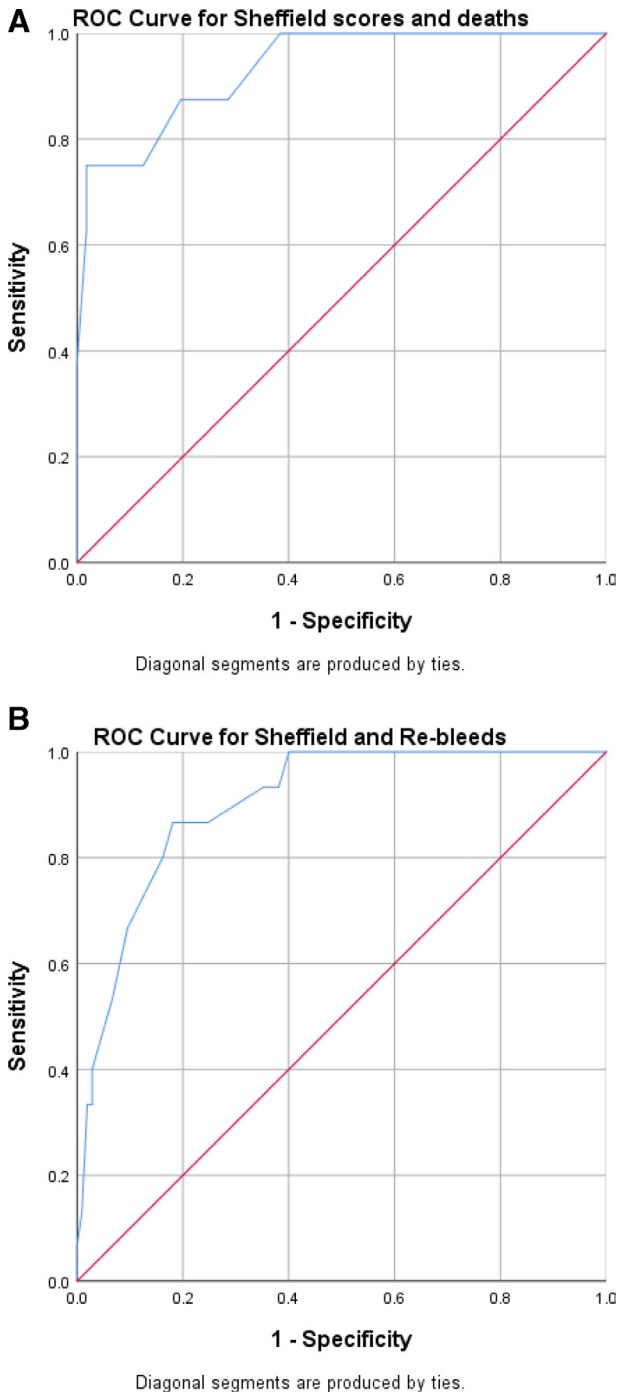 A
ROC Curve for Sheffield scores and deaths
1.0
0.8
0.6
0.4
0.2
0.0
Sensitivity
0.0 0.2 0.4 0.6 0.8 1.0
1 - Specificity
Diagonal segments are produced by ties.
B
ROC Curve for Sheffield and Re-bleeds
1.0
0.8
0.6
0.4
0.2
0.0
Sensitivity
0.0 0.2 0.4 0.6 0.8 1.0
1 - Specificity
Diagonal segments are produced by ties.